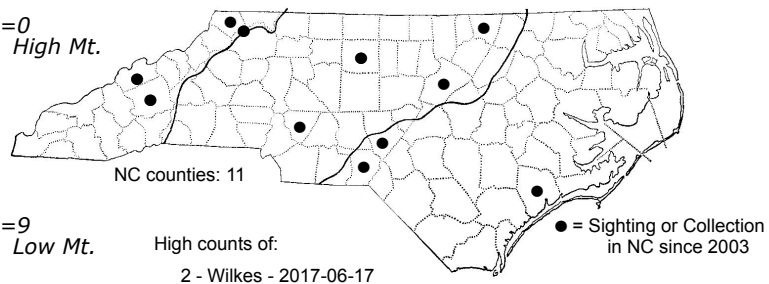 =0
High Mt.
NC counties: 11
=9
Low Mt.
High counts of:
2 - Wilkes - 2017-06-17
= Sighting or Collection
in NC since 2003